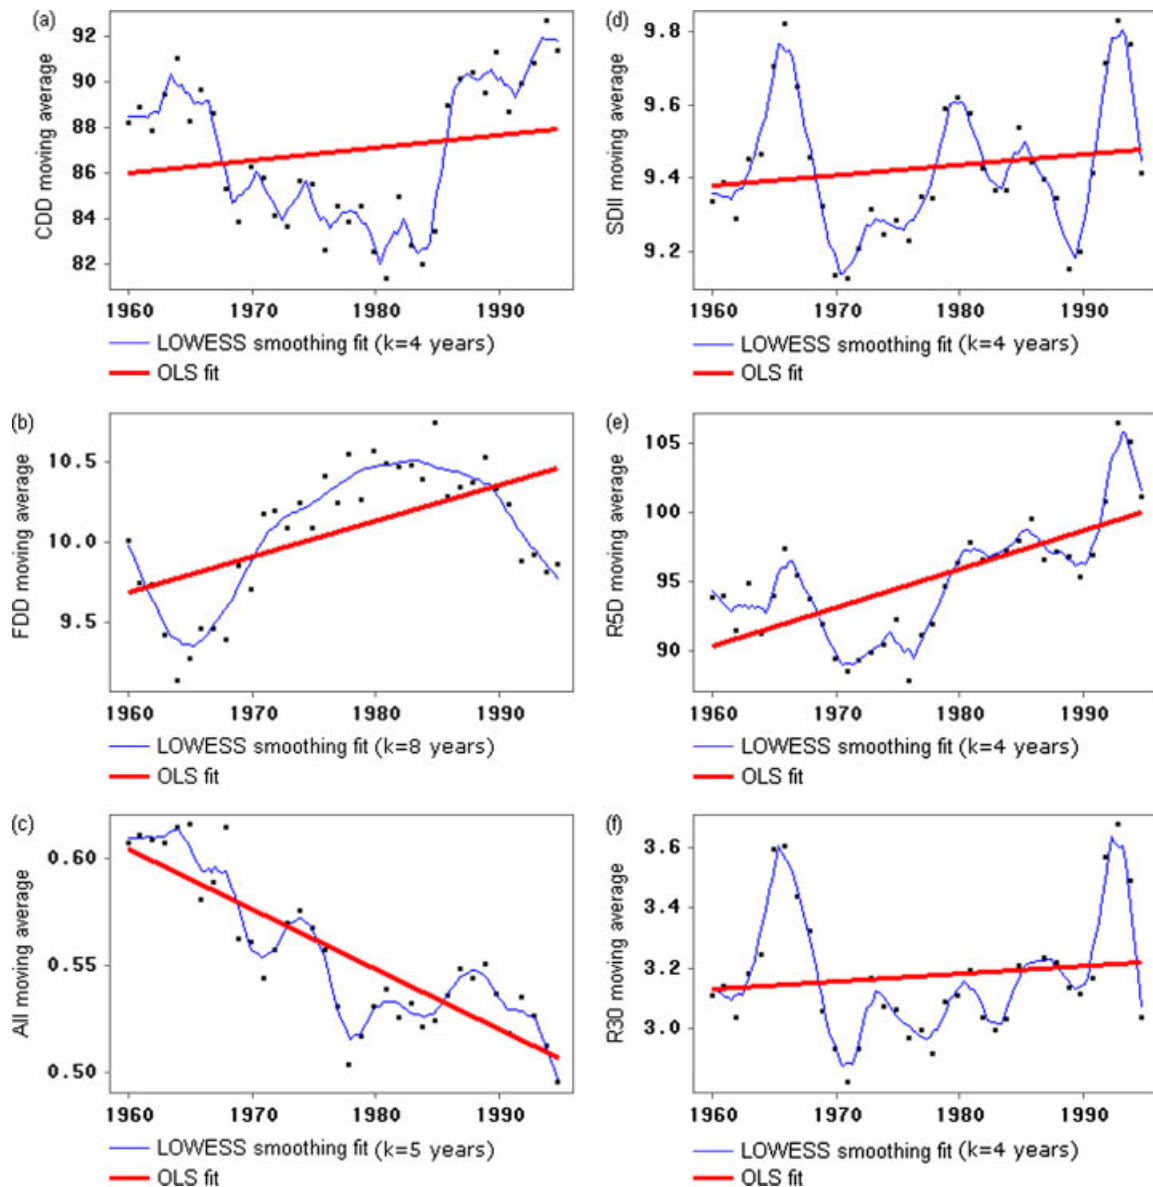 (a)
CDD moving average
92
90
88
86
84
82
1960 1970 1980 1990
LOWESS smoothing fit (k=4 years)
OLS fit
(d)
SDII moving average
9.8
9.6
9.4
9.2
1960 1970 1980 1990
LOWESS smoothing fit (k=4 years)
OLS fit
(b)
FDD moving average
10.5
10.0
9.5
1960 1970 1980 1990
LOWESS smoothing fit (k=8 years)
OLS fit
(e)
R5D moving average
105
100
95
90
1960 1970 1980 1990
LOWESS smoothing fit (k=4 years)
OLS fit
(c)
All moving average
0.60
0.55
0.50
1960 1970 1980 1990
LOWESS smoothing fit (k=5 years)
OLS fit
(f)
R30 moving average
3.6
3.4
3.2
3.0
1960 1970 1980 1990
LOWESS smoothing fit (k=4 years)
OLS fit